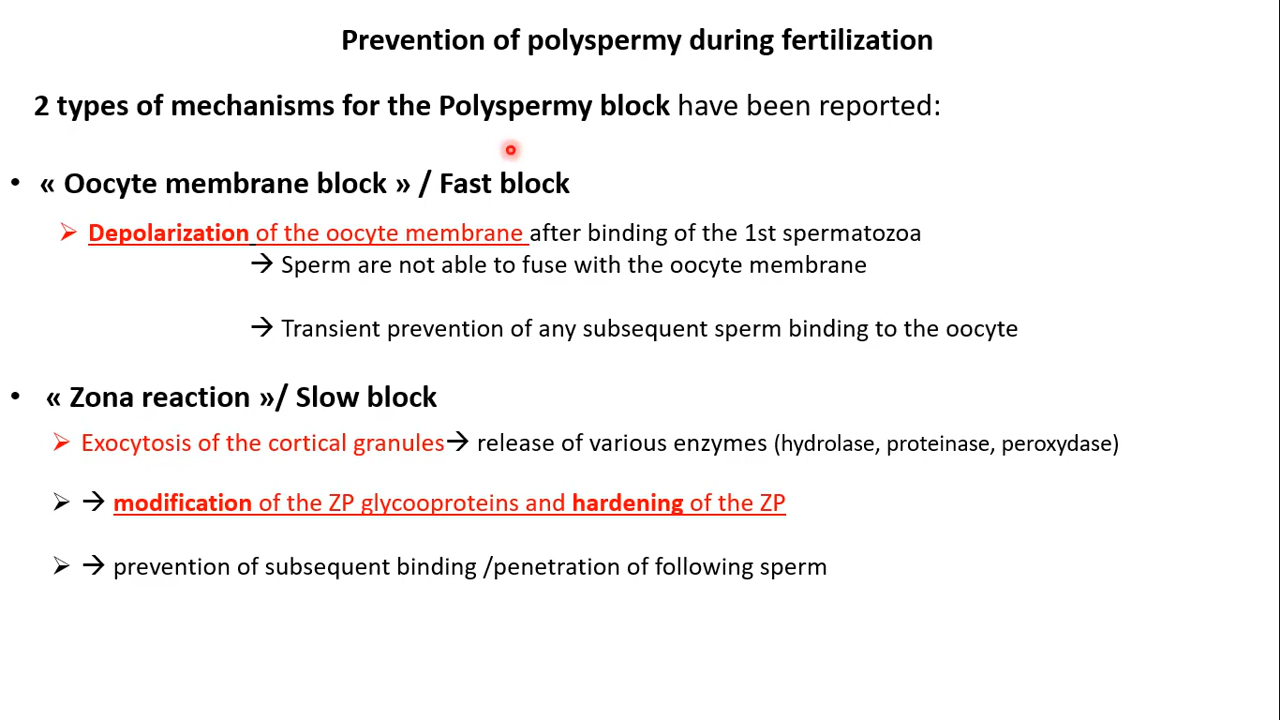 Prevention of polyspermy during fertilization
2 types of mechanisms for the Polyspermy block have been reported:
• « Oocyte membrane block » / Fast block
➢ Depolarization of the oocyte membrane after binding of the 1st spermatozoa
→ Sperm are not able to fuse with the oocyte membrane
→ Transient prevention of any subsequent sperm binding to the oocyte
• « Zona reaction »/ Slow block
➢ Exocytosis of the cortical granules→ release of various enzymes (hydrolase, proteinase, peroxydase)
➢ → modification of the ZP glycooproteins and hardening of the ZP
➢ → prevention of subsequent binding /penetration of following sperm